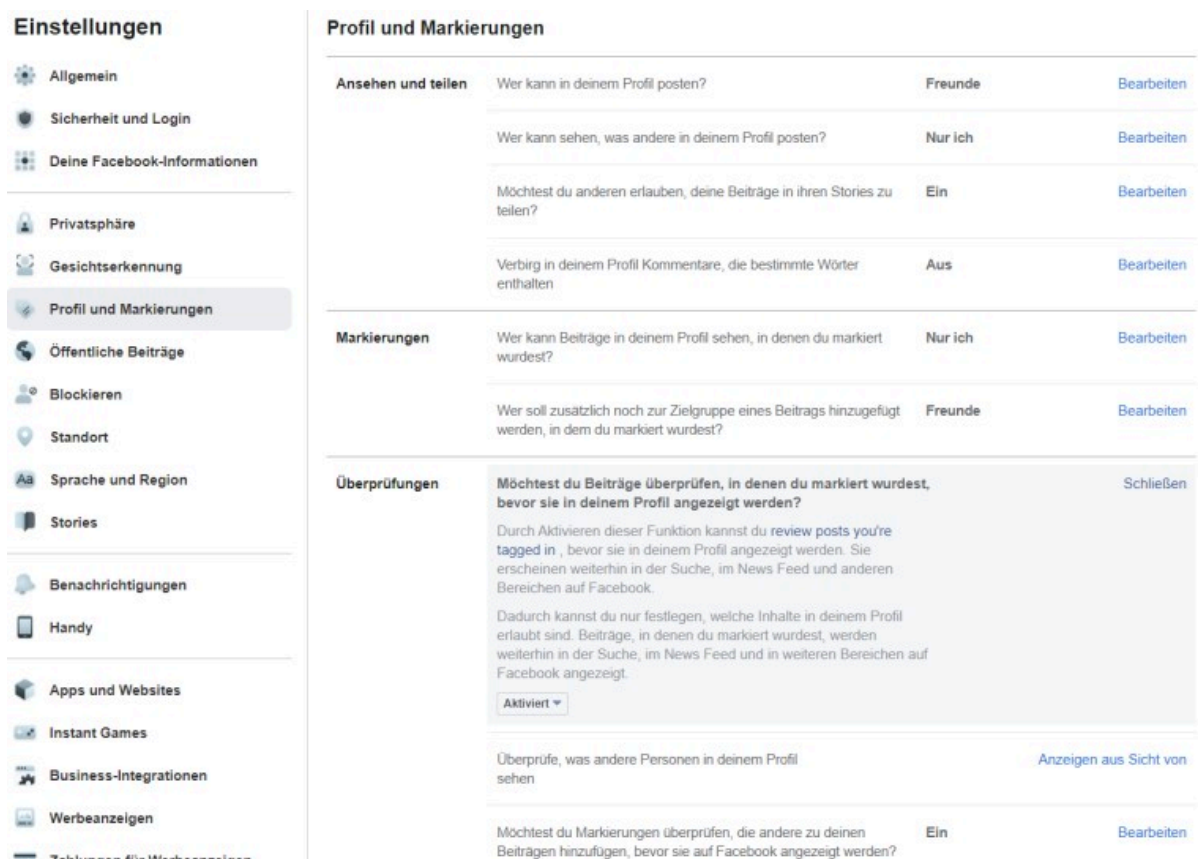 Einstellungen
Allgemein
Sicherheit und Login
Deine Facebook-Informationen
Privatsphäre
Gesichtserkennung
Profil und Markierungen
Öffentliche Beiträge
Blockieren
Standort
Aa Sprache und Region
Stories
Benachrichtigungen
Handy
Apps und Websites
Instant Games
Business-Integrationen
Werbeanzeigen
Zahlungen für Werbeanzeigen
Profil und Markierungen
Ansehen und teilen
Wer kann in deinem Profil posten? Freunde Bearbeiten
Wer kann sehen, was andere in deinem Profil posten? Nur ich Bearbeiten
Möchtest du anderen erlauben, deine Beiträge in ihren Stories zu Ein Bearbeiten
teilen?
Verbirg in deinem Profil Kommentare, die bestimmte Wörter Aus Bearbeiten
enthalten
Markierungen
Wer kann Beiträge in deinem Profil sehen, in denen du markiert Nur ich Bearbeiten
wurdest?
Wer soll zusätzlich noch zur Zielgruppe eines Beitrags hinzugefügt Freunde Bearbeiten
werden, in dem du markiert wurdest?
Überprüfungen
Möchtest du Beiträge überprüfen, in denen du markiert wurdest, Schließen
bevor sie in deinem Profil angezeigt werden?
Durch Aktivieren dieser Funktion kannst du review posts you're
tagged in , bevor sie in deinem Profil angezeigt werden. Sie
erscheinen weiterhin in der Suche, im News Feed und anderen
Bereichen auf Facebook.
Dadurch kannst du nur festlegen, welche Inhalte in deinem Profil
erlaubt sind. Beiträge, in denen du markiert wurdest, werden
weiterhin in der Suche, im News Feed und in weiteren Bereichen auf
Facebook angezeigt.
Aktiviert
Überprüfe, was andere Personen in deinem Profil Anzeigen aus Sicht von
sehen
Möchtest du Markierungen überprüfen, die andere zu deinen Ein Bearbeiten
Beiträgen hinzufügen, bevor sie auf Facebook angezeigt werden?